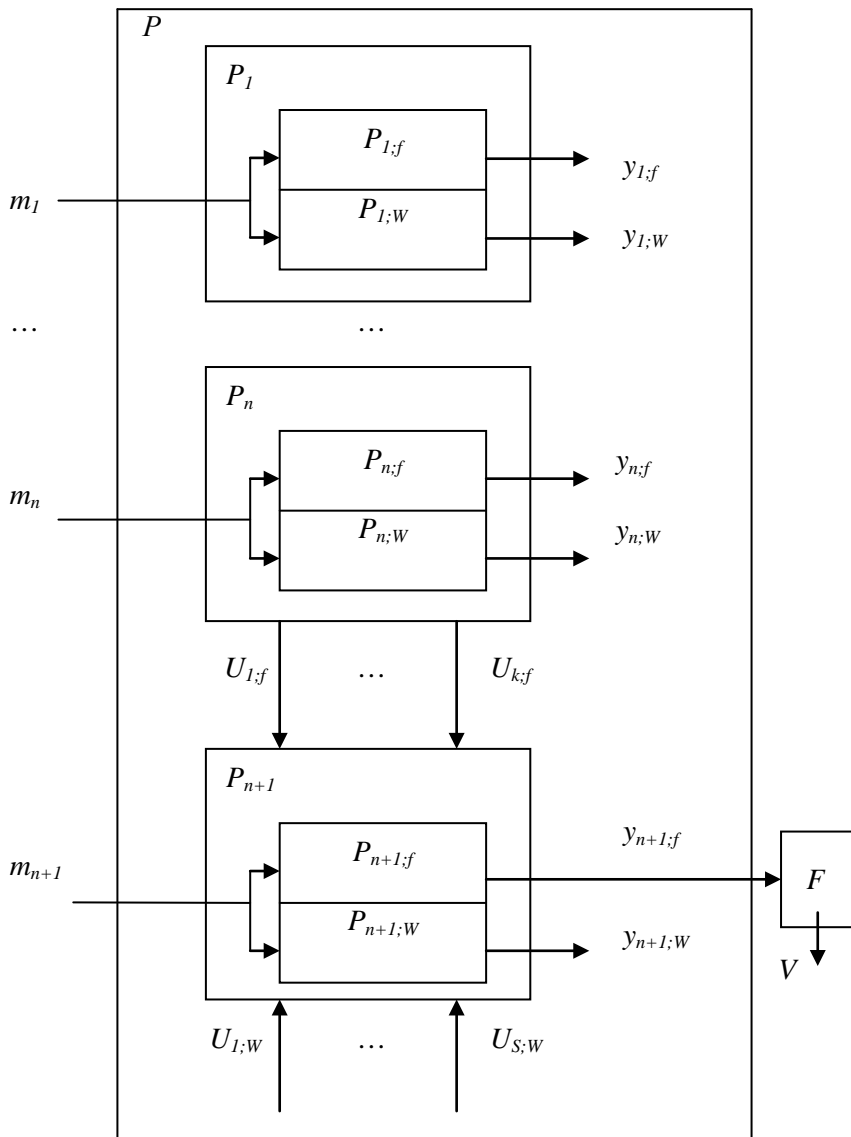 P
P1
P1;f
y1;f
m1
P1;W
y1;W
… …
Pn
Pn;f
yn;f
mn
Pn;W
yn;W
U1;f … Uk;f
Pn+1
yn+1;f
mn+1
Pn+1;f
F
Pn+1;W
yn+1;W
V
U1;W … US;W